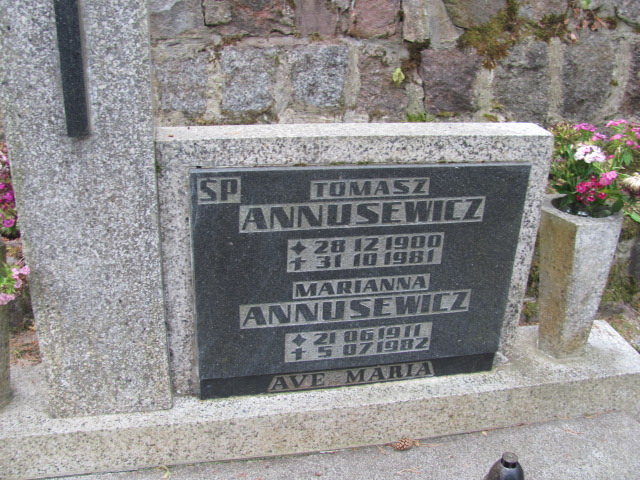 SP
TOMASZ
ANNUSEWICZ
28 12 1900
31 10 1981
MARIANNA
ANNUSEWICZ
21 06 1911
5 07 1982
AVE MARIA